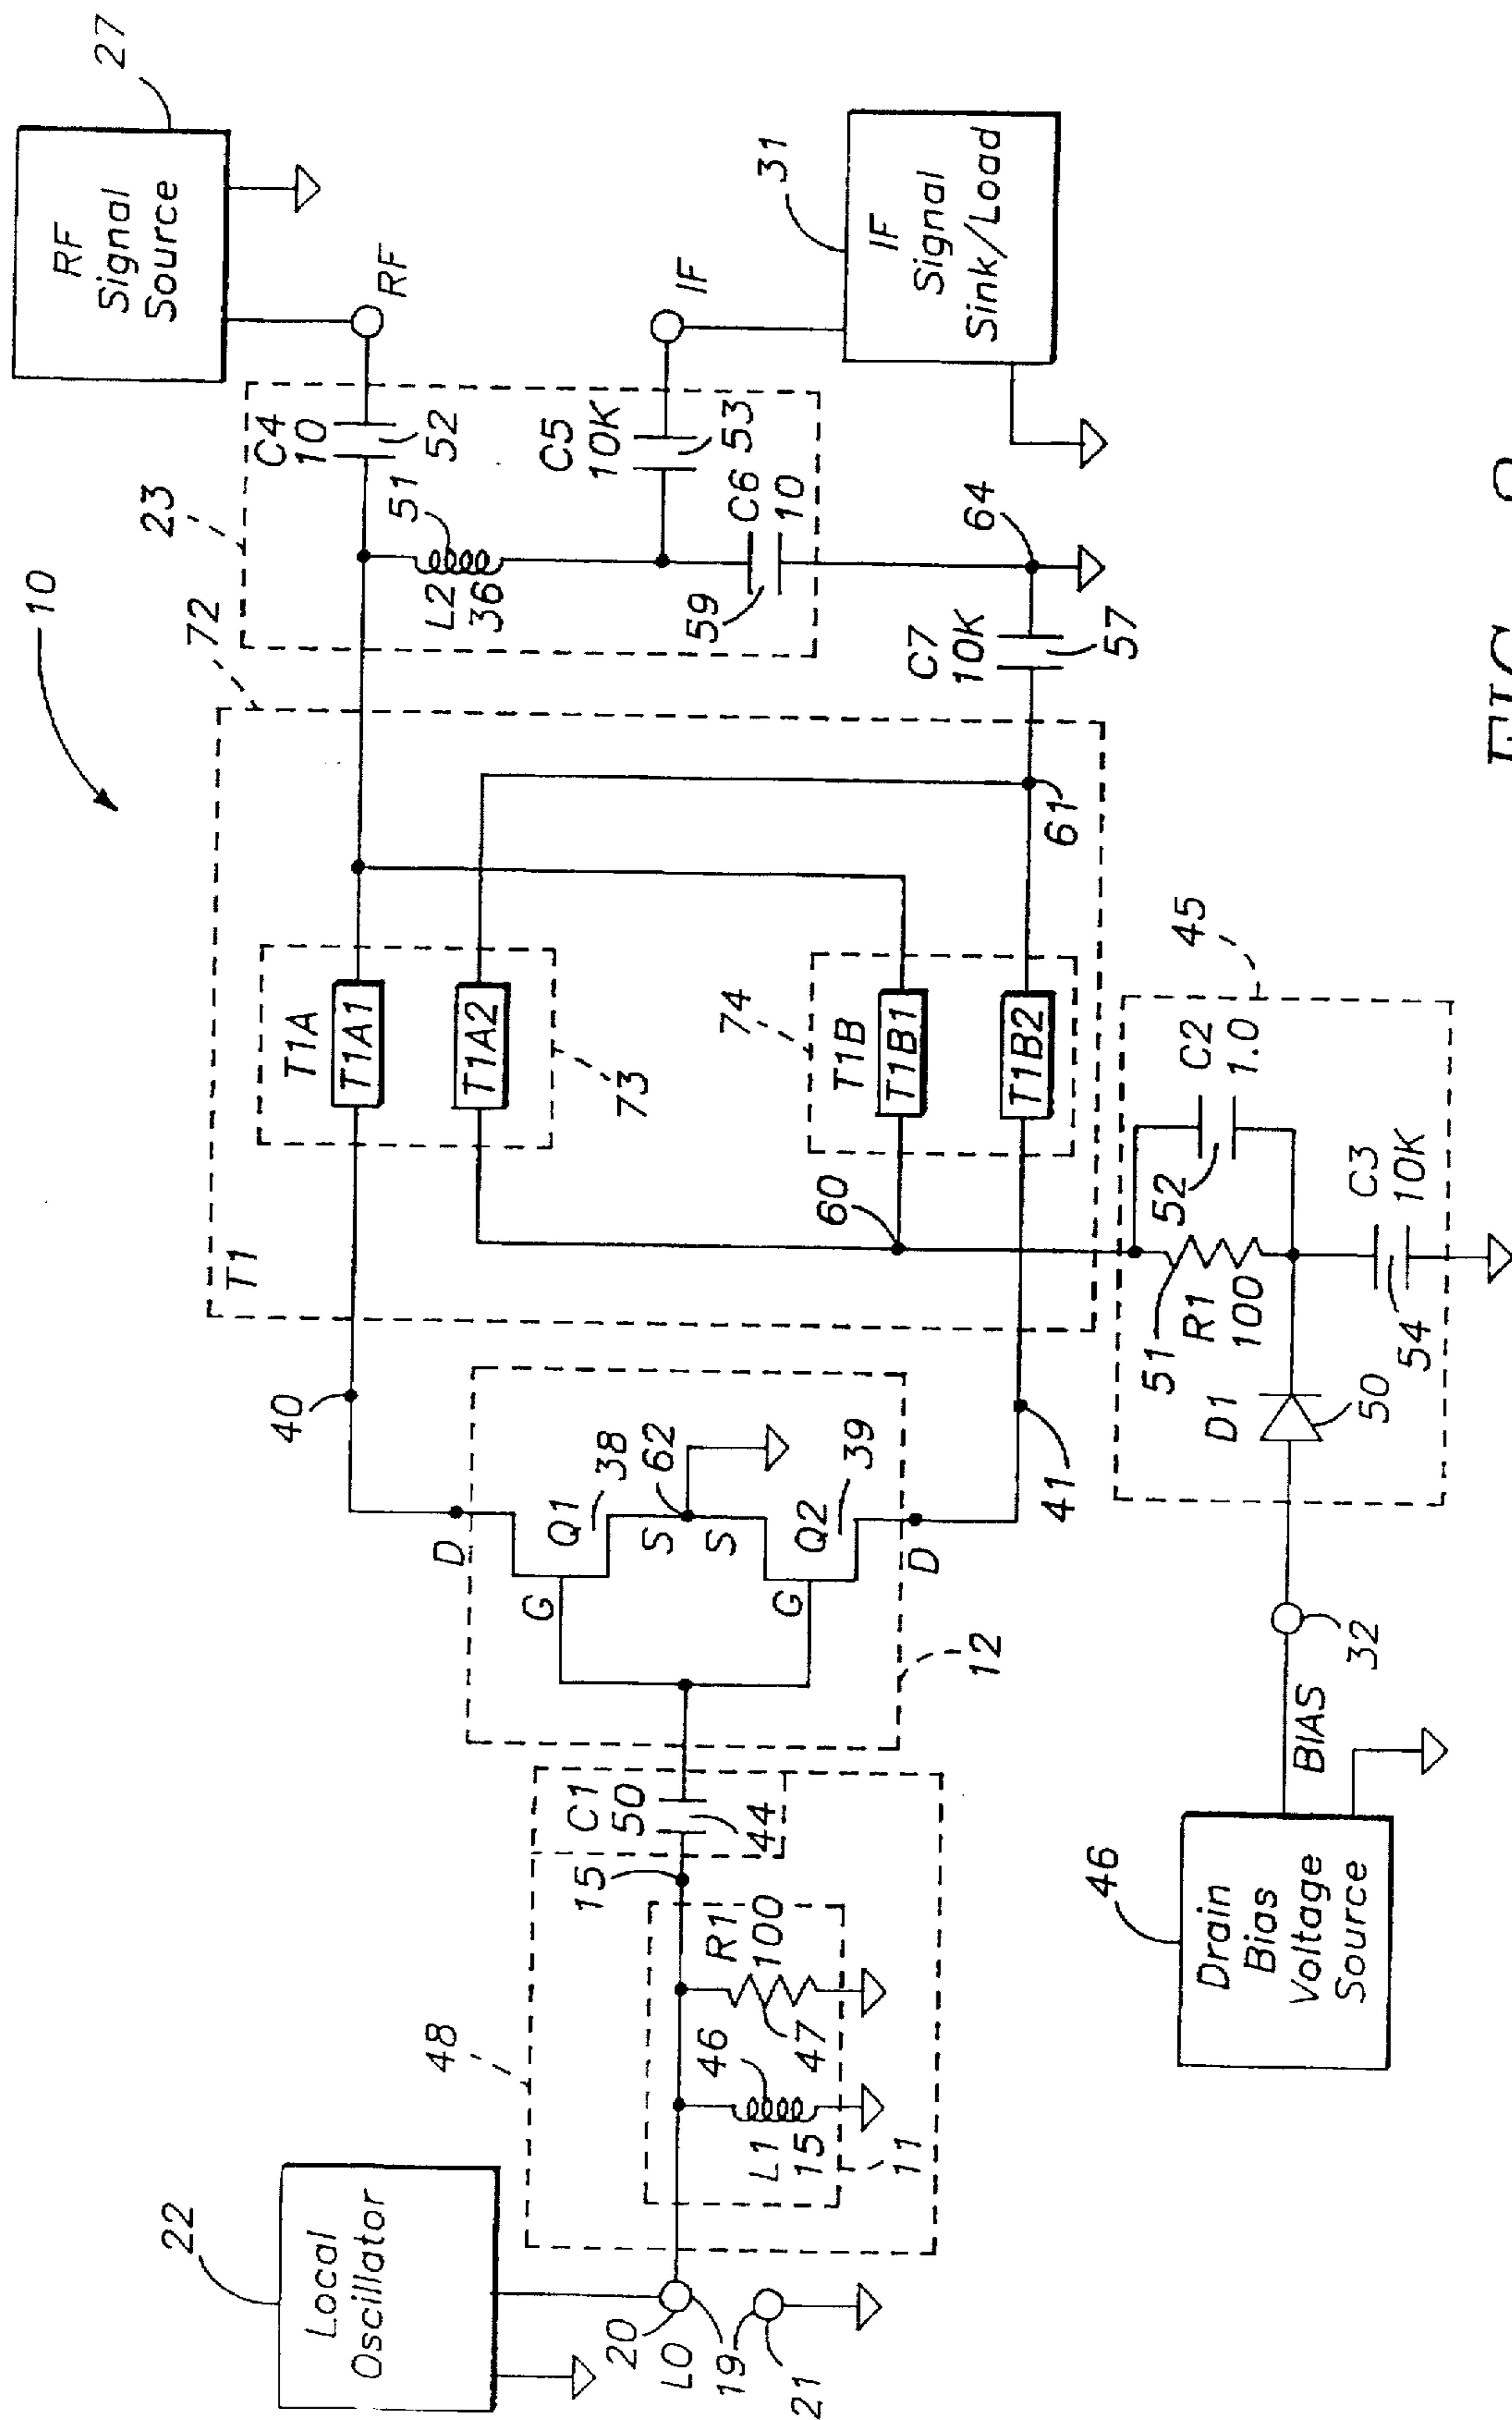 10
22
Local
Oscillator
20
LO
19
21
48
L1
15
46
11
R1
100
47
15
C1
50
44
12
G
G
D
Q1
38
S
62
S
Q2
39
D
40
41
T1
72
T1A
T1A1
T1A2
73
74
T1B
T1B1
T1B2
60
61
23
C4
10
52
51
L2
36
C5
10K
53
C6
10
59
64
C7
10K
57
RF
RF
Signal
Source
27
IF
IF
Signal
Sink/Load
31
45
C2
1.0
52
51
R1
100
C3
10K
54
D1
50
32
BIAS
46
Drain
Bias
Voltage
Source